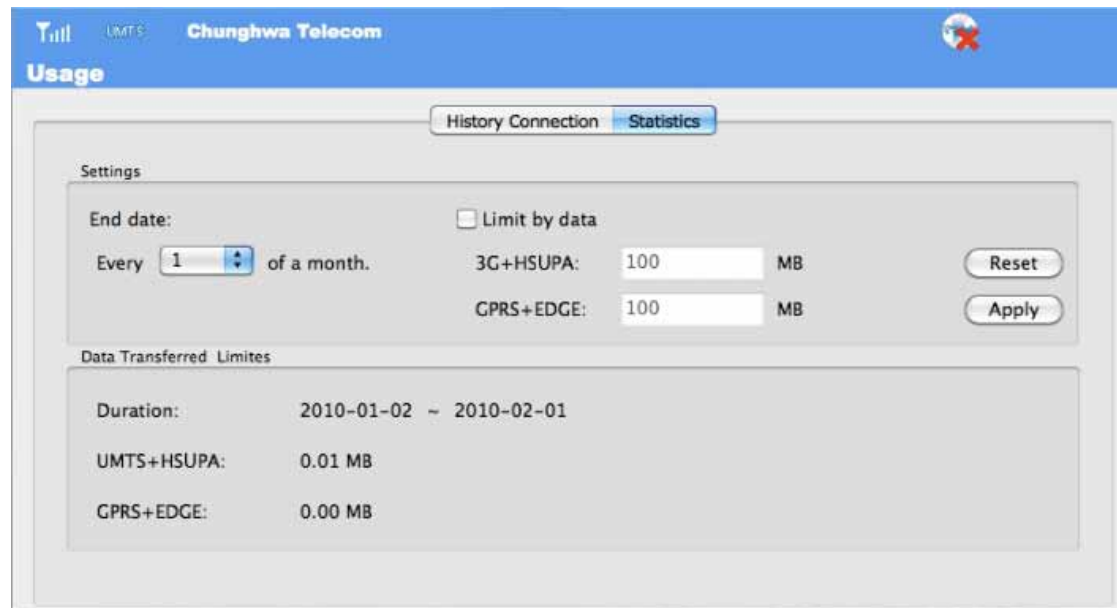 UMTS Chunghwa Telecom
Usage
History Connection Statistics
Settings
End date: Limit by data
Every 1 of a month. 3G+HSUPA: 100 MB Reset
GPRS+EDGE: 100 MB Apply
Data Transferred Limites
Duration: 2010-01-02 ~ 2010-02-01
UMTS+HSUPA: 0.01 MB
GPRS+EDGE: 0.00 MB